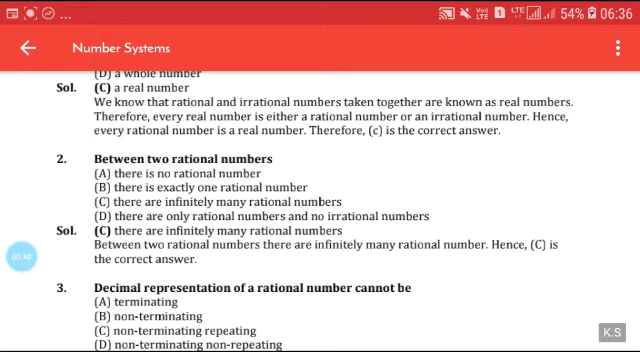 ... 54% 06:36
Number Systems
(D) a whole number
Sol. (C) a real number
We know that rational and irrational numbers taken together are known as real numbers.
Therefore, every real number is either a rational number or an irrational number. Hence,
every rational number is a real number. Therefore, (c) is the correct answer.
2. Between two rational numbers
(A) there is no rational number
(B) there is exactly one rational number
(C) there are infinitely many rational numbers
(D) there are only rational numbers and no irrational numbers
Sol. (C) there are infinitely many rational numbers
Between two rational numbers there are infinitely many rational number. Hence, (C) is
the correct answer.
3. Decimal representation of a rational number cannot be
(A) terminating
(B) non-terminating
(C) non-terminating repeating
(D) non-terminating non-repeating
K.S